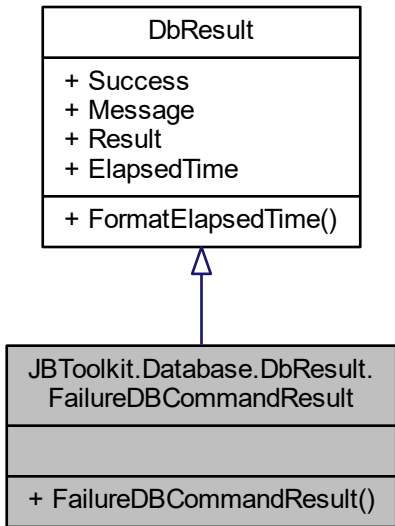 DbResult
+ Success
+ Message
+ Result
+ ElapsedTime
+ FormatElapsedTime()
JBToolkit.Database.DbResult.
FailureDBCommandResult
+ FailureDBCommandResult()